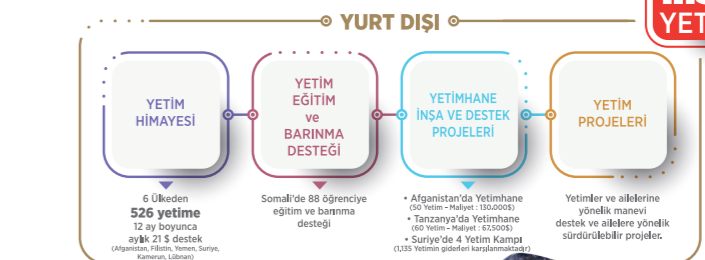 YETİ
YURT DIŞI
YETİM
HİMAYESİ
6 Ülkeden
526 yetime
12 ay boyunca
aylık 21 $ destek
(Afganistan, Filistin, Yemen, Suriye,
Kamerun, Lübnan)
YETİM
EĞİTİM
ve
BARINMA
DESTEĞİ
Somali'de 88 öğrenciye
eğitim ve barınma
desteği
YETİMHANE
İNŞA VE DESTEK
PROJELERİ
• Afganistan'da Yetimhane
(50 Yetim – Maliyet : 130,000$)
• Tanzanya'da Yetimhane
(60 Yetim – Maliyet : 67,500$)
• Suriye'de 4 Yetim Kampı
(1,135 Yetimin giderleri karşılanmaktadır)
YETİM
PROJELERİ
Yetimler ve ailelerine
yönelik manevi
destek ve ailelere yönelik
sürdürülebilir projeler.